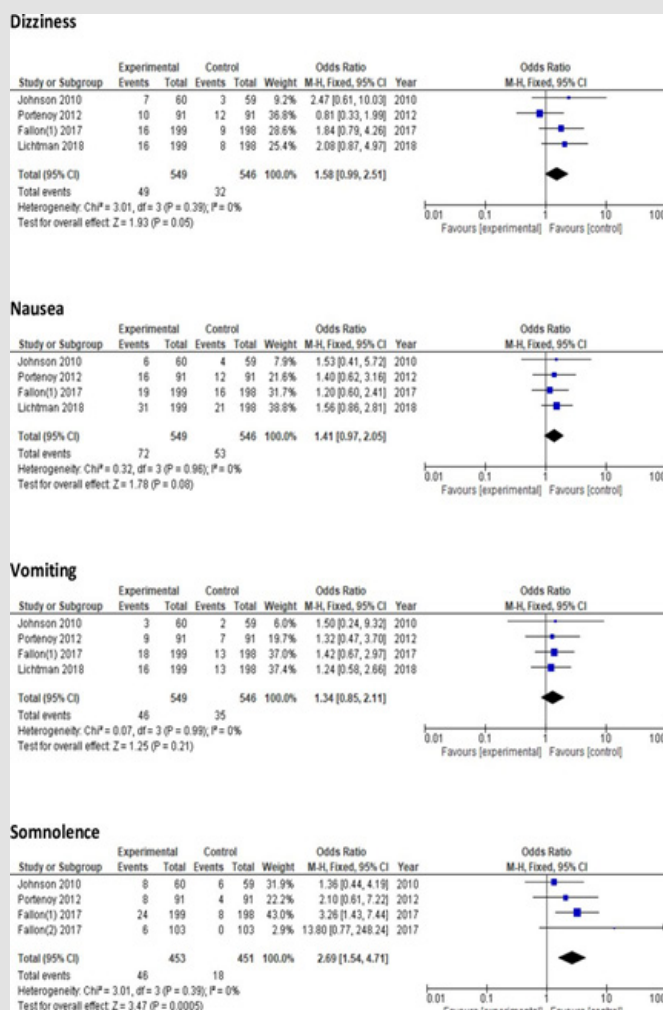 Dizziness
Experimental Control Odds Ratio Odds Ratio
Study or Subgroup Events Total Events Total Weight M-H, Fixed, 95% CI Year M-H, Fixed, 95% CI
Johnson 2010 7 60 3 59 9.2% 2.47 [0.61, 10.03] 2010
Portenoy 2012 10 91 12 91 36.8% 0.81 [0.33, 1.99] 2012
Fallon(1) 2017 16 199 9 198 28.6% 1.84 [0.79, 4.26] 2017
Lichtman 2018 16 199 8 198 25.4% 2.08 [0.87, 4.97] 2018
Total (95% CI) 549 546 100.0% 1.58 [0.99, 2.51]
Total events 49 32
Heterogeneity: Chi² = 3.01, df = 3 (P = 0.39); I² = 0%
Test for overall effect: Z = 1.93 (P = 0.05)
0.01 0.1 1 10 100
Favours [experimental] Favours [control]
Nausea
Experimental Control Odds Ratio Odds Ratio
Study or Subgroup Events Total Events Total Weight M-H, Fixed, 95% CI Year M-H, Fixed, 95% CI
Johnson 2010 6 60 4 59 7.9% 1.53 [0.41, 5.72] 2010
Portenoy 2012 16 91 12 91 21.6% 1.40 [0.62, 3.16] 2012
Fallon(1) 2017 19 199 16 198 31.7% 1.20 [0.60, 2.41] 2017
Lichtman 2018 31 199 21 198 38.8% 1.56 [0.86, 2.81] 2018
Total (95% CI) 549 546 100.0% 1.41 [0.97, 2.05]
Total events 72 53
Heterogeneity: Chi² = 0.32, df = 3 (P = 0.96); I² = 0%
Test for overall effect: Z = 1.78 (P = 0.08)
0.01 0.1 1 10 100
Favours [experimental] Favours [control]
Vomiting
Experimental Control Odds Ratio Odds Ratio
Study or Subgroup Events Total Events Total Weight M-H, Fixed, 95% CI Year M-H, Fixed, 95% CI
Johnson 2010 3 60 2 59 6.0% 1.50 [0.24, 9.32] 2010
Portenoy 2012 9 91 7 91 19.7% 1.32 [0.47, 3.70] 2012
Fallon(1) 2017 18 199 13 198 37.0% 1.42 [0.67, 2.97] 2017
Lichtman 2018 16 199 13 198 37.4% 1.24 [0.58, 2.66] 2018
Total (95% CI) 549 546 100.0% 1.34 [0.85, 2.11]
Total events 46 35
Heterogeneity: Chi² = 0.07, df = 3 (P = 0.99); I² = 0%
Test for overall effect: Z = 1.25 (P = 0.21)
0.01 0.1 1 10 100
Favours [experimental] Favours [control]
Somnolence
Experimental Control Odds Ratio Odds Ratio
Study or Subgroup Events Total Events Total Weight M-H, Fixed, 95% CI Year M-H, Fixed, 95% CI
Johnson 2010 8 60 6 59 31.9% 1.36 [0.44, 4.19] 2010
Portenoy 2012 8 91 4 91 22.2% 2.10 [0.61, 7.22] 2012
Fallon(1) 2017 24 199 8 198 43.0% 3.26 [1.43, 7.44] 2017
Fallon(2) 2017 6 103 0 103 2.9% 13.80 [0.77, 248.24] 2017
Total (95% CI) 453 451 100.0% 2.69 [1.54, 4.71]
Total events 46 18
Heterogeneity: Chi² = 3.01, df = 3 (P = 0.39); I² = 0%
Test for overall effect: Z = 3.47 (P = 0.0005)
0.01 0.1 1 10 100
Favours [experimental] Favours [control]